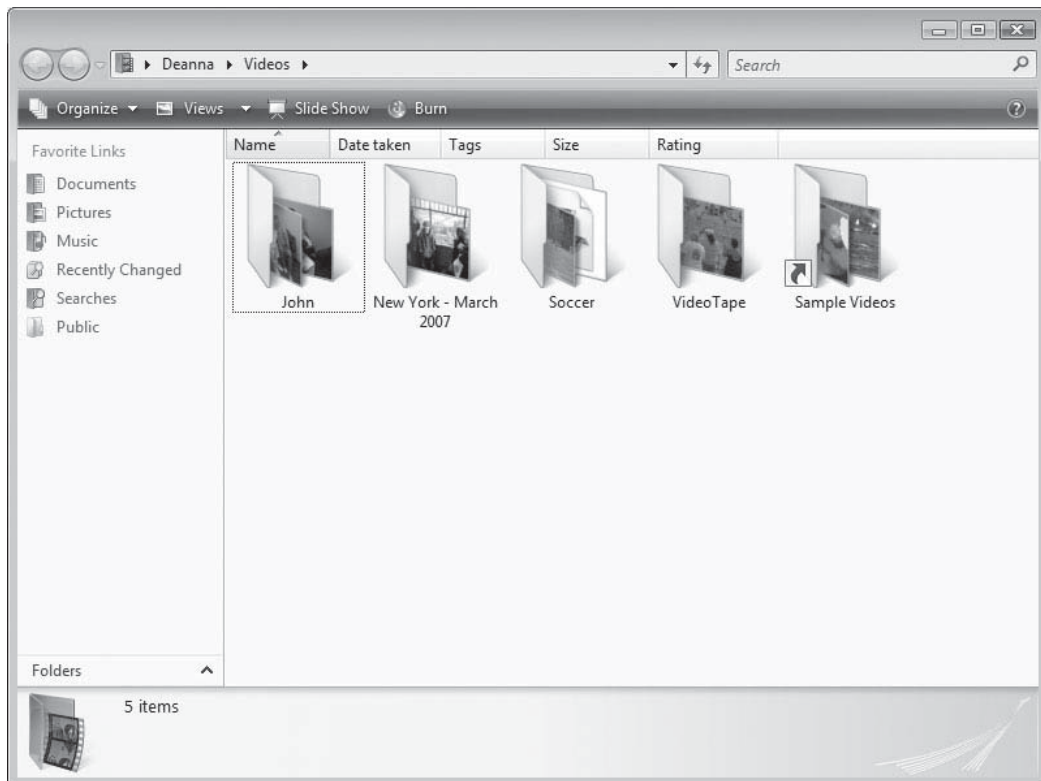 Deanna Videos
Search
Organize Views Slide Show Burn
Favorite Links
Documents
Pictures
Music
Recently Changed
Searches
Public
Folders
Name Date taken Tags Size Rating
John
New York - March
2007
Soccer
VideoTape
Sample Videos
5 items